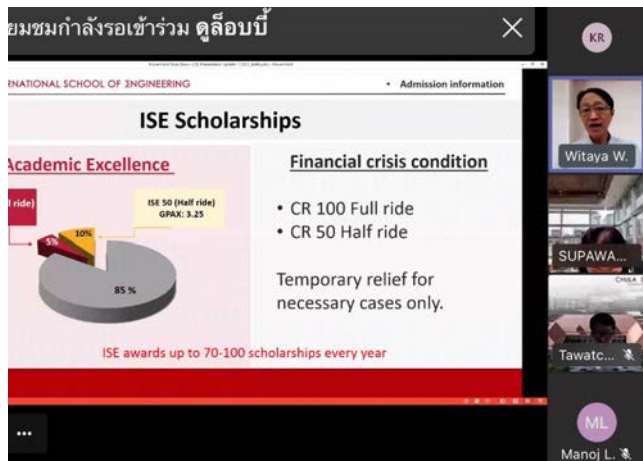 ยมชมกำลังรอเข้าร่วม ดูล็อบบี้
RNATIONAL SCHOOL OF ΣNGINEERING
• Admission information
ISE Scholarships
Academic Excellence
l ride)
ISE 50 (Half ride)
GPAX: 3.25
10%
5%
85 %
Financial crisis condition
• CR 100 Full ride
• CR 50 Half ride
Temporary relief for
necessary cases only.
ISE awards up to 70-100 scholarships every year
...
KR
Witaya W.
SUPAWA...
CHULA
Tawatc...
ML
Manoj L.